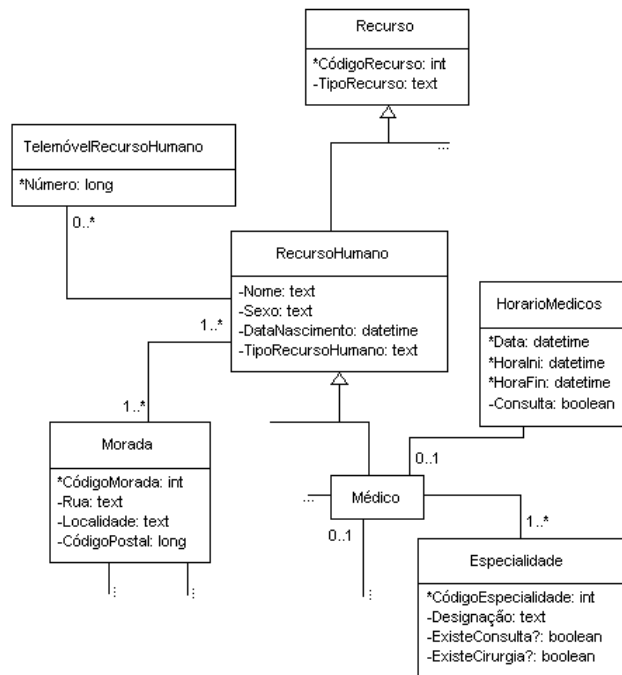 Recurso
*CódigoRecurso: int
-TipoRecurso: text
...
TelemóvelRecursoHumano
*Número: long
0..*
RecursoHumano
-Nome: text
-Sexo: text
-DataNascimento: datetime
-TipoRecursoHumano: text
1..*
HorarioMedicos
*Data: datetime
*HoraIni: datetime
*HoraFin: datetime
-Consulta: boolean
1..*
Morada
*CódigoMorada: int
-Rua: text
-Localidade: text
-CódigoPostal: long
...
...
0..1
...
Médico
0..1
...
1..*
Especialidade
*CódigoEspecialidade: int
-Designação: text
-ExisteConsulta?: boolean
-ExisteCirurgia?: boolean